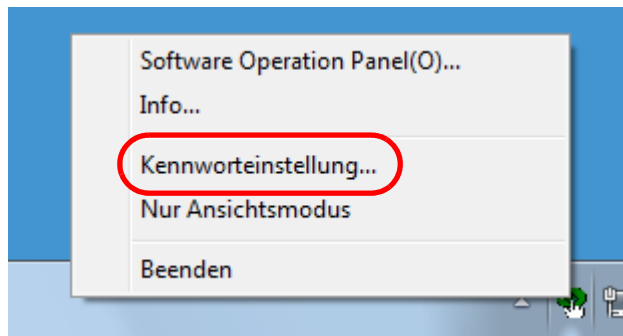 Software Operation Panel(O)...
Info...
Kennworteinstellung...
Nur Ansichtsmodus
Beenden